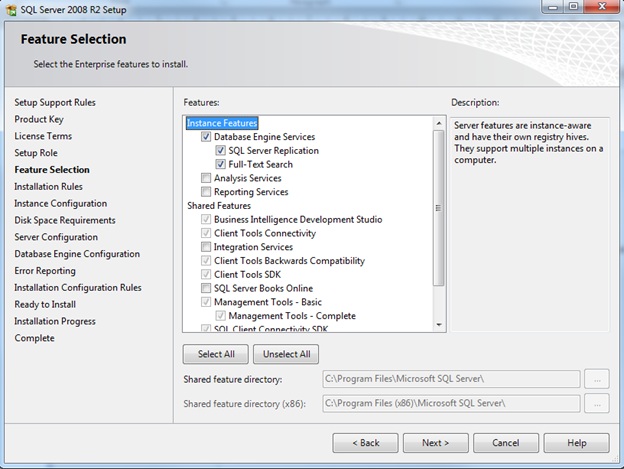 SQL Server 2008 R2 Setup
Feature Selection
Select the Enterprise features to install.
Setup Support Rules
Product Key
License Terms
Setup Role
Feature Selection
Installation Rules
Instance Configuration
Disk Space Requirements
Server Configuration
Database Engine Configuration
Error Reporting
Installation Configuration Rules
Ready to Install
Installation Progress
Complete
Features:
Instance Features
Database Engine Services
SQL Server Replication
Full-Text Search
Analysis Services
Reporting Services
Shared Features
Business Intelligence Development Studio
Client Tools Connectivity
Integration Services
Client Tools Backwards Compatibility
Client Tools SDK
SQL Server Books Online
Management Tools - Basic
Management Tools - Complete
SQL Client Connectivity SDK
Description:
Server features are instance-aware
and have their own registry hives.
They support multiple instances on a
computer.
Select All
Unselect All
Shared feature directory:
C:\Program Files\Microsoft SQL Server\
...
Shared feature directory (x86):
C:\Program Files (x86)\Microsoft SQL Server\
...
< Back
Next >
Cancel
Help